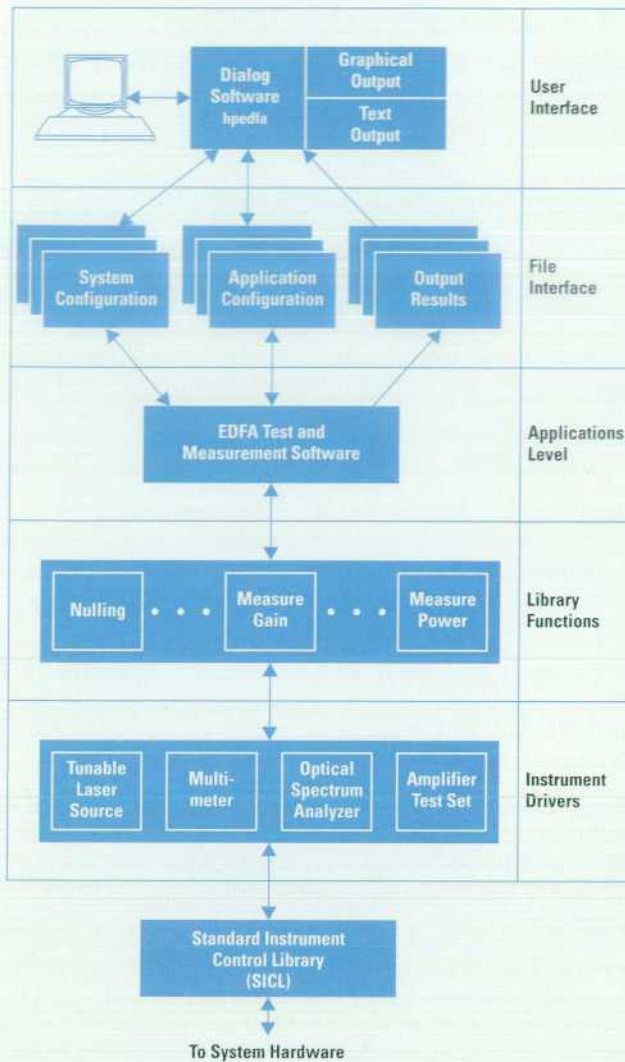 Dialog
Software
hpedfa
Graphical
Output
Text
Output
User
Interface
System
Configuration
Application
Configuration
Output
Results
File
Interface
EDFA Test and
Measurement Software
Applications
Level
Nulling
• • •
Measure
Gain
• • •
Measure
Power
Library
Functions
Tunable
Laser
Source
Multi-
meter
Optical
Spectrum
Analyzer
Amplifier
Test Set
Instrument
Drivers
Standard Instrument
Control Library
(SICL)
To System Hardware